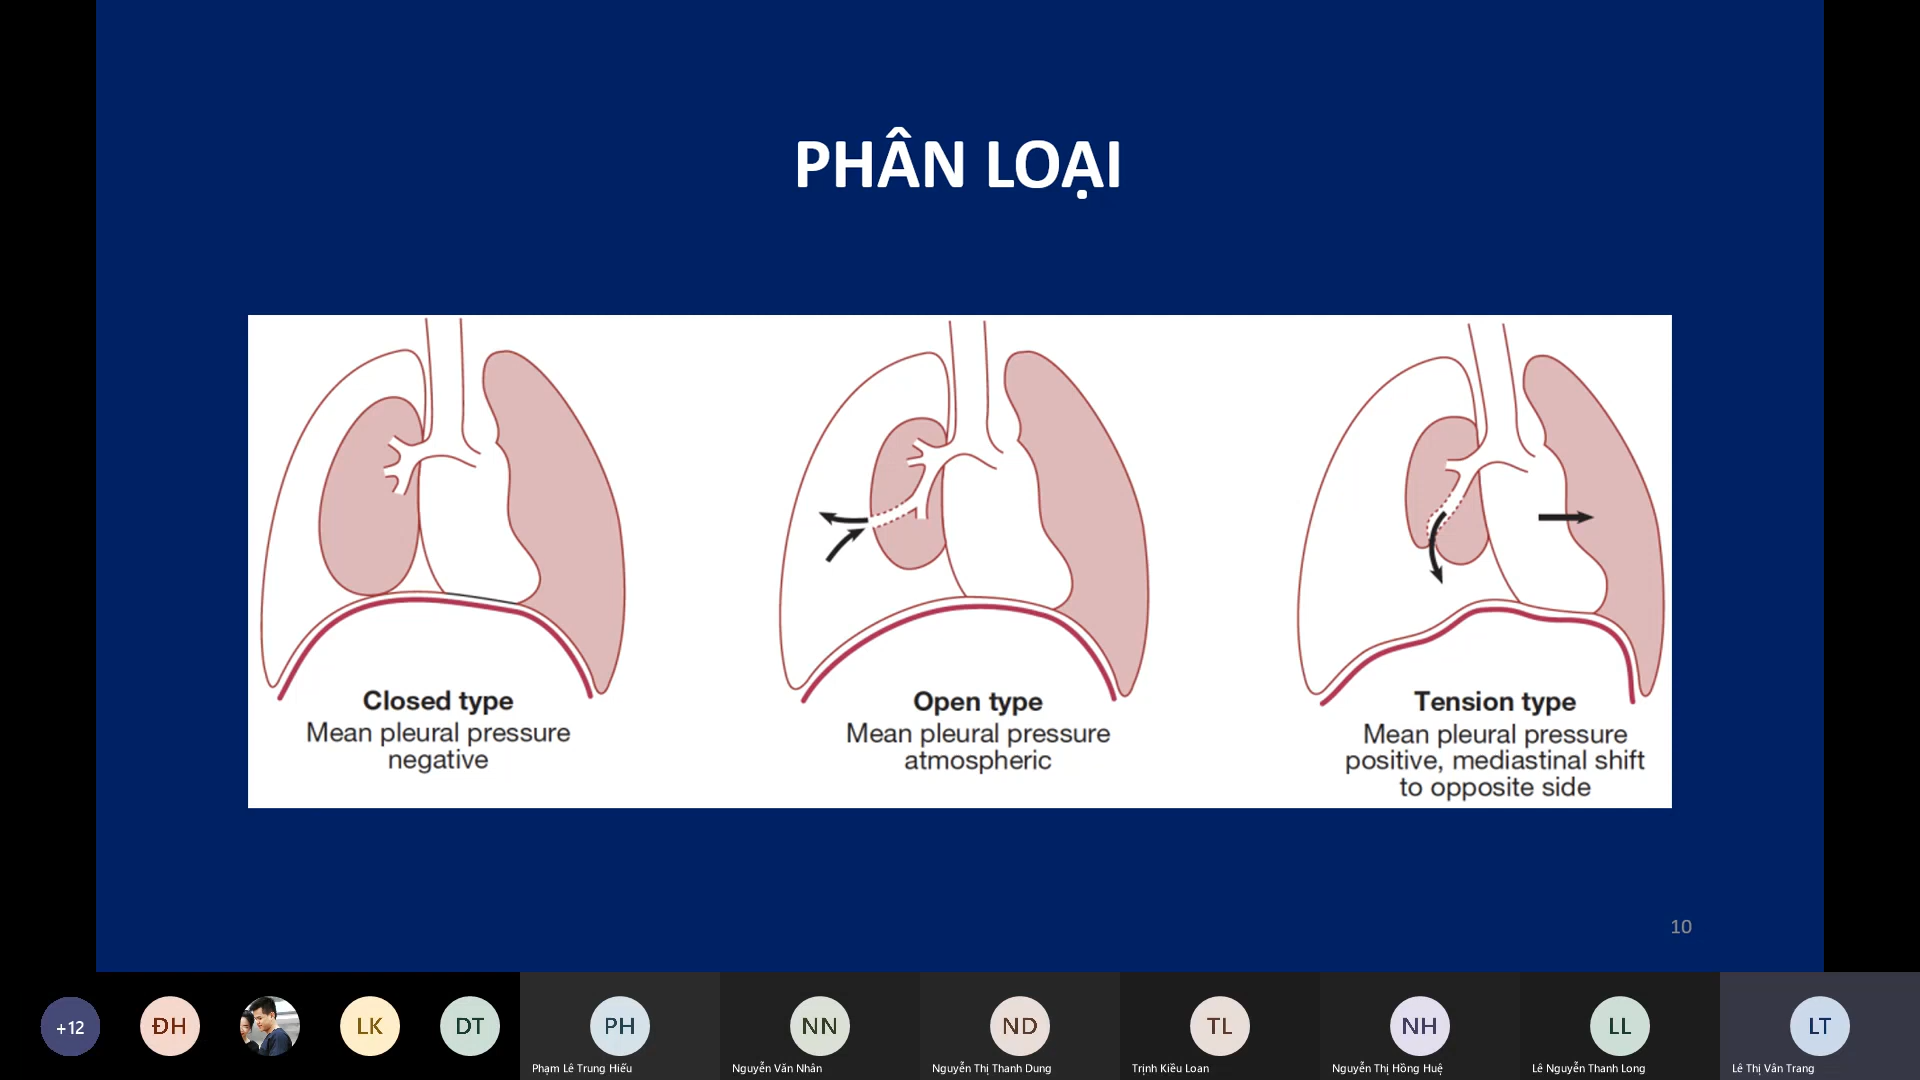 PHÂN LOẠI
Closed type
Mean pleural pressure
negative
Open type
Mean pleural pressure
atmospheric
Tension type
Mean pleural pressure
positive, mediastinal shift
to opposite side
10
+12
ĐH
LK
DT
PH
NN
ND
TL
NH
LL
LT
Phạm Lê Trung Hiếu
Nguyễn Văn Nhân
Nguyễn Thị Thanh Dung
Trịnh Kiều Loan
Nguyễn Thị Hồng Huệ
Lê Nguyễn Thanh Long
Lê Thị Vân Trang